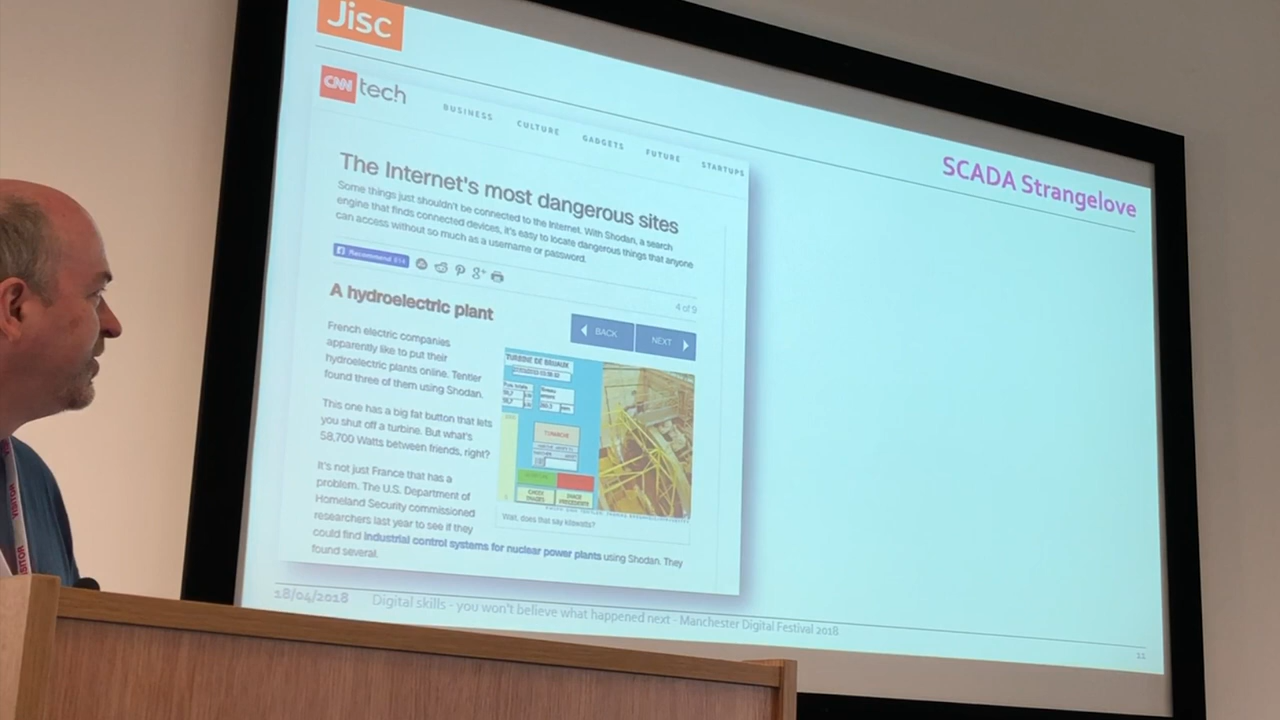 Jisc
CNN tech
BUSINESS CULTURE GADGETS FUTURE STARTUPS
SCADA Strangelove
The Internet's most dangerous sites
Some things just shouldn't be connected to the Internet. With Shodan, a search
engine that finds connected devices, it's easy to locate dangerous things that anyone
can access without so much as a username or password.
Recommend
4 of 9
A hydroelectric plant
BACK NEXT
French electric companies
apparently like to put their
hydroelectric plants online. Tentler
found three of them using Shodan.
This one has a big fat button that lets
you shut off a turbine. But what's
58,700 Watts between friends, right?
It's not just France that has a
problem. The U.S. Department of
Homeland Security commissioned
researchers last year to see if they
could find industrial control systems for nuclear power plants using Shodan. They
found several.
TURBINE DE
TURBINE
Wait, does that say kilowatts?
18/04/2018 Digital skills - you won't believe what happened next - Manchester Digital Festival 2018
11
VISITOR
VISITOR